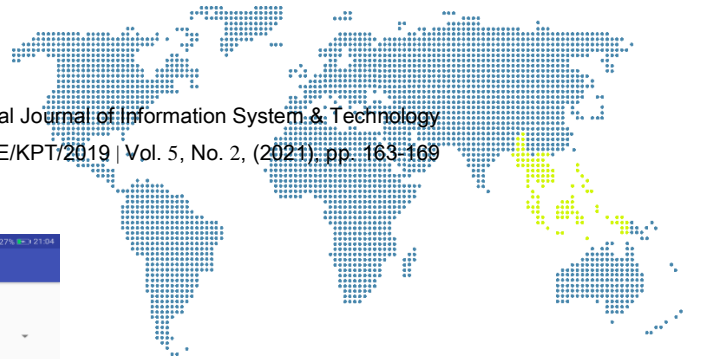 al Journal of Information System & Technology
E/KPT/2019 | Vol. 5, No. 2, (2021), pp. 163-169
27% 21:04